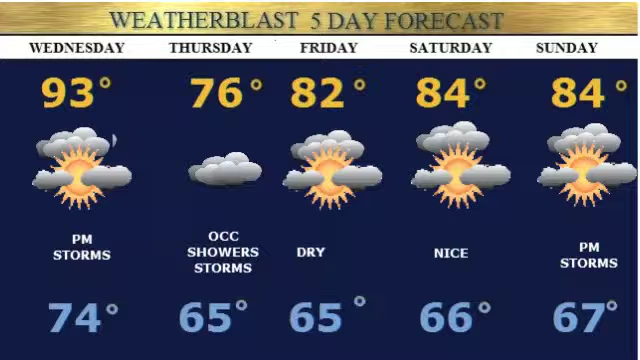 WEATHERBLAST 5 DAY FORECAST
WEDNESDAY THURSDAY FRIDAY SATURDAY SUNDAY
93° 76° 82° 84° 84°
PM STORMS
OCC SHOWERS STORMS
DRY
NICE
PM STORMS
74° 65° 65° 66° 67°